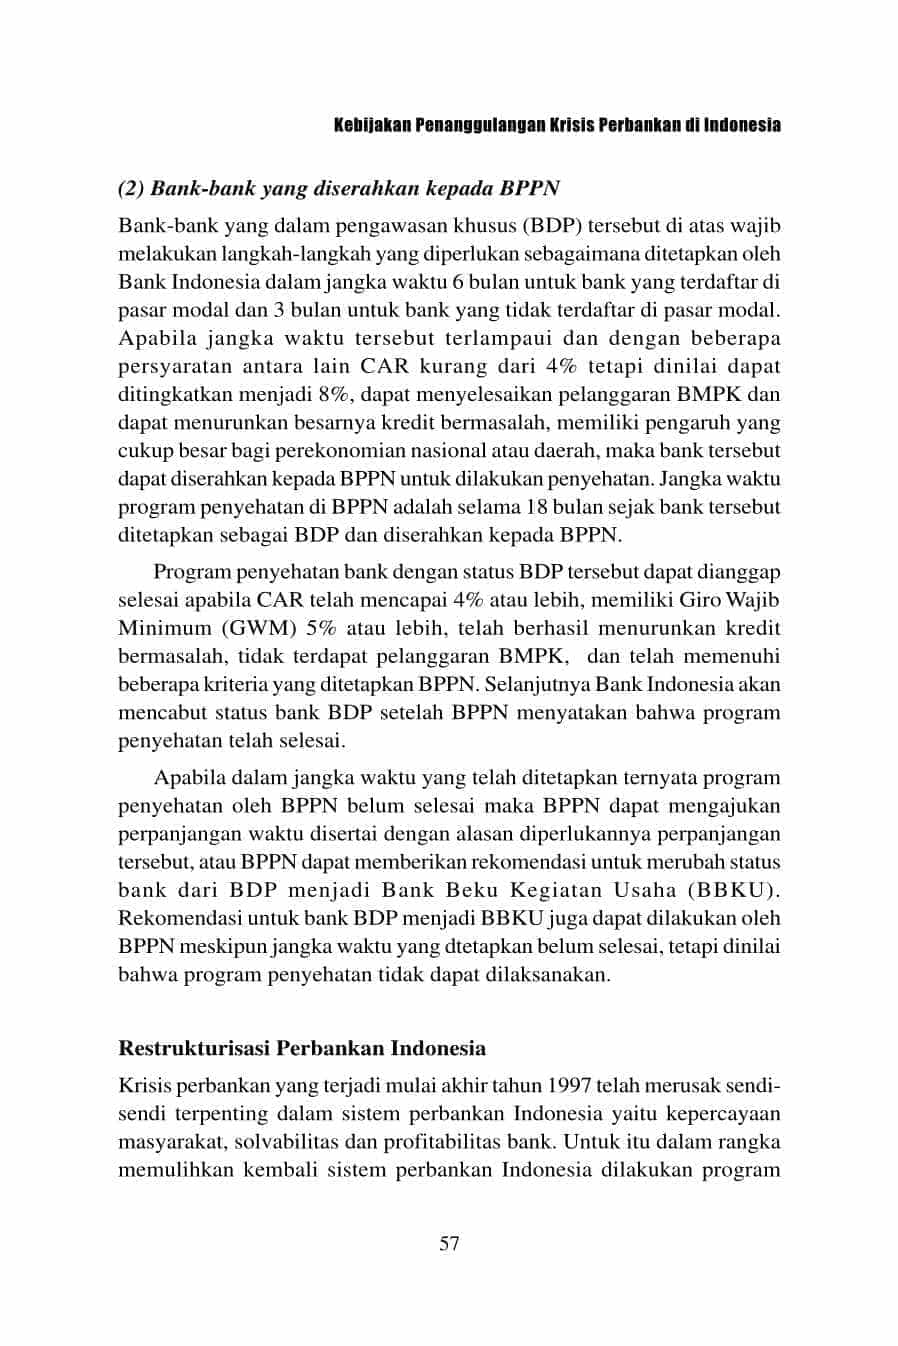 Kebijakan Penanggulangan Krisis Perbankan di Indonesia
(2) Bank-bank yang diserahkan kepada BPPN
Bank-bank yang dalam pengawasan khusus (BDP) tersebut di atas wajib
melakukan langkah-langkah yang diperlukan sebagaimana ditetapkan oleh
Bank Indonesia dalam jangka waktu 6 bulan untuk bank yang terdaftar di
pasar modal dan 3 bulan untuk bank yang tidak terdaftar di pasar modal.
Apabila jangka waktu tersebut terlampaui dan dengan beberapa
persyaratan antara lain CAR kurang dari 4% tetapi dinilai dapat
ditingkatkan menjadi 8%, dapat menyelesaikan pelanggaran BMPK dan
dapat menurunkan besarnya kredit bermasalah, memiliki pengaruh yang
cukup besar bagi perekonomian nasional atau daerah, maka bank tersebut
dapat diserahkan kepada BPPN untuk dilakukan penyehatan. Jangka waktu
program penyehatan di BPPN adalah selama 18 bulan sejak bank tersebut
ditetapkan sebagai BDP dan diserahkan kepada BPPN.
Program penyehatan bank dengan status BDP tersebut dapat dianggap
selesai apabila CAR telah mencapai 4% atau lebih, memiliki Giro Wajib
Minimum (GWM) 5% atau lebih, telah berhasil menurunkan kredit
bermasalah, tidak terdapat pelanggaran BMPK, dan telah memenuhi
beberapa kriteria yang ditetapkan BPPN. Selanjutnya Bank Indonesia akan
mencabut status bank BDP setelah BPPN menyatakan bahwa program
penyehatan telah selesai.
Apabila dalam jangka waktu yang telah ditetapkan ternyata program
penyehatan oleh BPPN belum selesai maka BPPN dapat mengajukan
perpanjangan waktu disertai dengan alasan diperlukannya perpanjangan
tersebut, atau BPPN dapat memberikan rekomendasi untuk merubah status
bank dari BDP menjadi Bank Beku Kegiatan Usaha (BBKU).
Rekomendasi untuk bank BDP menjadi BBKU juga dapat dilakukan oleh
BPPN meskipun jangka waktu yang dtetapkan belum selesai, tetapi dinilai
bahwa program penyehatan tidak dapat dilaksanakan.
Restrukturisasi Perbankan Indonesia
Krisis perbankan yang terjadi mulai akhir tahun 1997 telah merusak sendi-
sendi terpenting dalam sistem perbankan Indonesia yaitu kepercayaan
masyarakat, solvabilitas dan profitabilitas bank. Untuk itu dalam rangka
memulihkan kembali sistem perbankan Indonesia dilakukan program
57